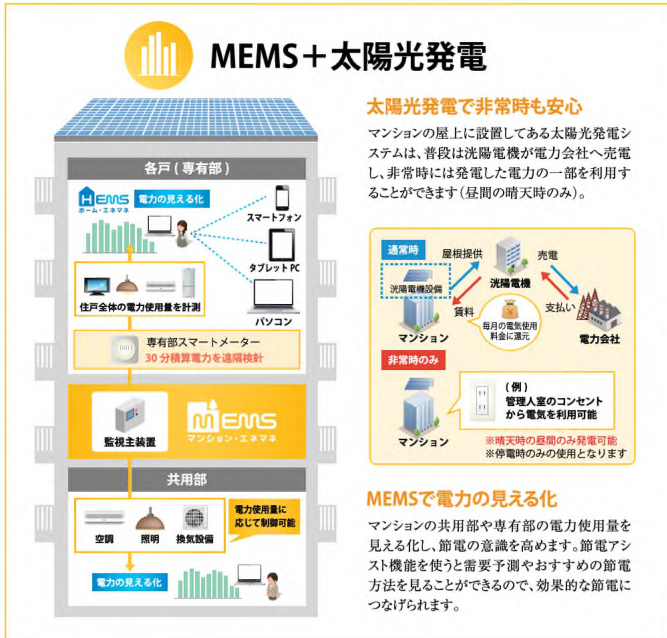 MEMS＋太陽光発電
各戸(専有部)
HEMS
ホーム・エネマネ
電力の見える化
スマートフォン
タブレットPC
パソコン
住戸全体の電力使用量を計測
専有部スマートメーター
30分積算電力を遠隔検針
監視主装置
MEMS
マンション・エネマネ
共用部
空調
照明
換気設備
電力使用量に
応じて制御可能
電力の見える化
太陽光発電で非常時も安心
マンションの屋上に設置してある太陽光発電シ
ステムは、普段は洸陽電機が電力会社へ売電
し、非常時には発電した電力の一部を利用す
ることができます(昼間の晴天時のみ)。
通常時
屋根提供
売電
洸陽電機設備
洸陽電機
賃料
支払い
マンション
毎月の電気使用
料金に還元
電力会社
非常時のみ
マンション
(例)
管理人室のコンセント
から電気を利用可能
※晴天時の昼間のみ発電可能
※停電時のみの使用となります
MEMSで電力の見える化
マンションの共用部や専有部の電力使用量を
見える化し、節電の意識を高めます。節電アシ
スト機能を使うと需要予測やおすすめの節電
方法を見ることができるので、効果的な節電に
つなげられます。